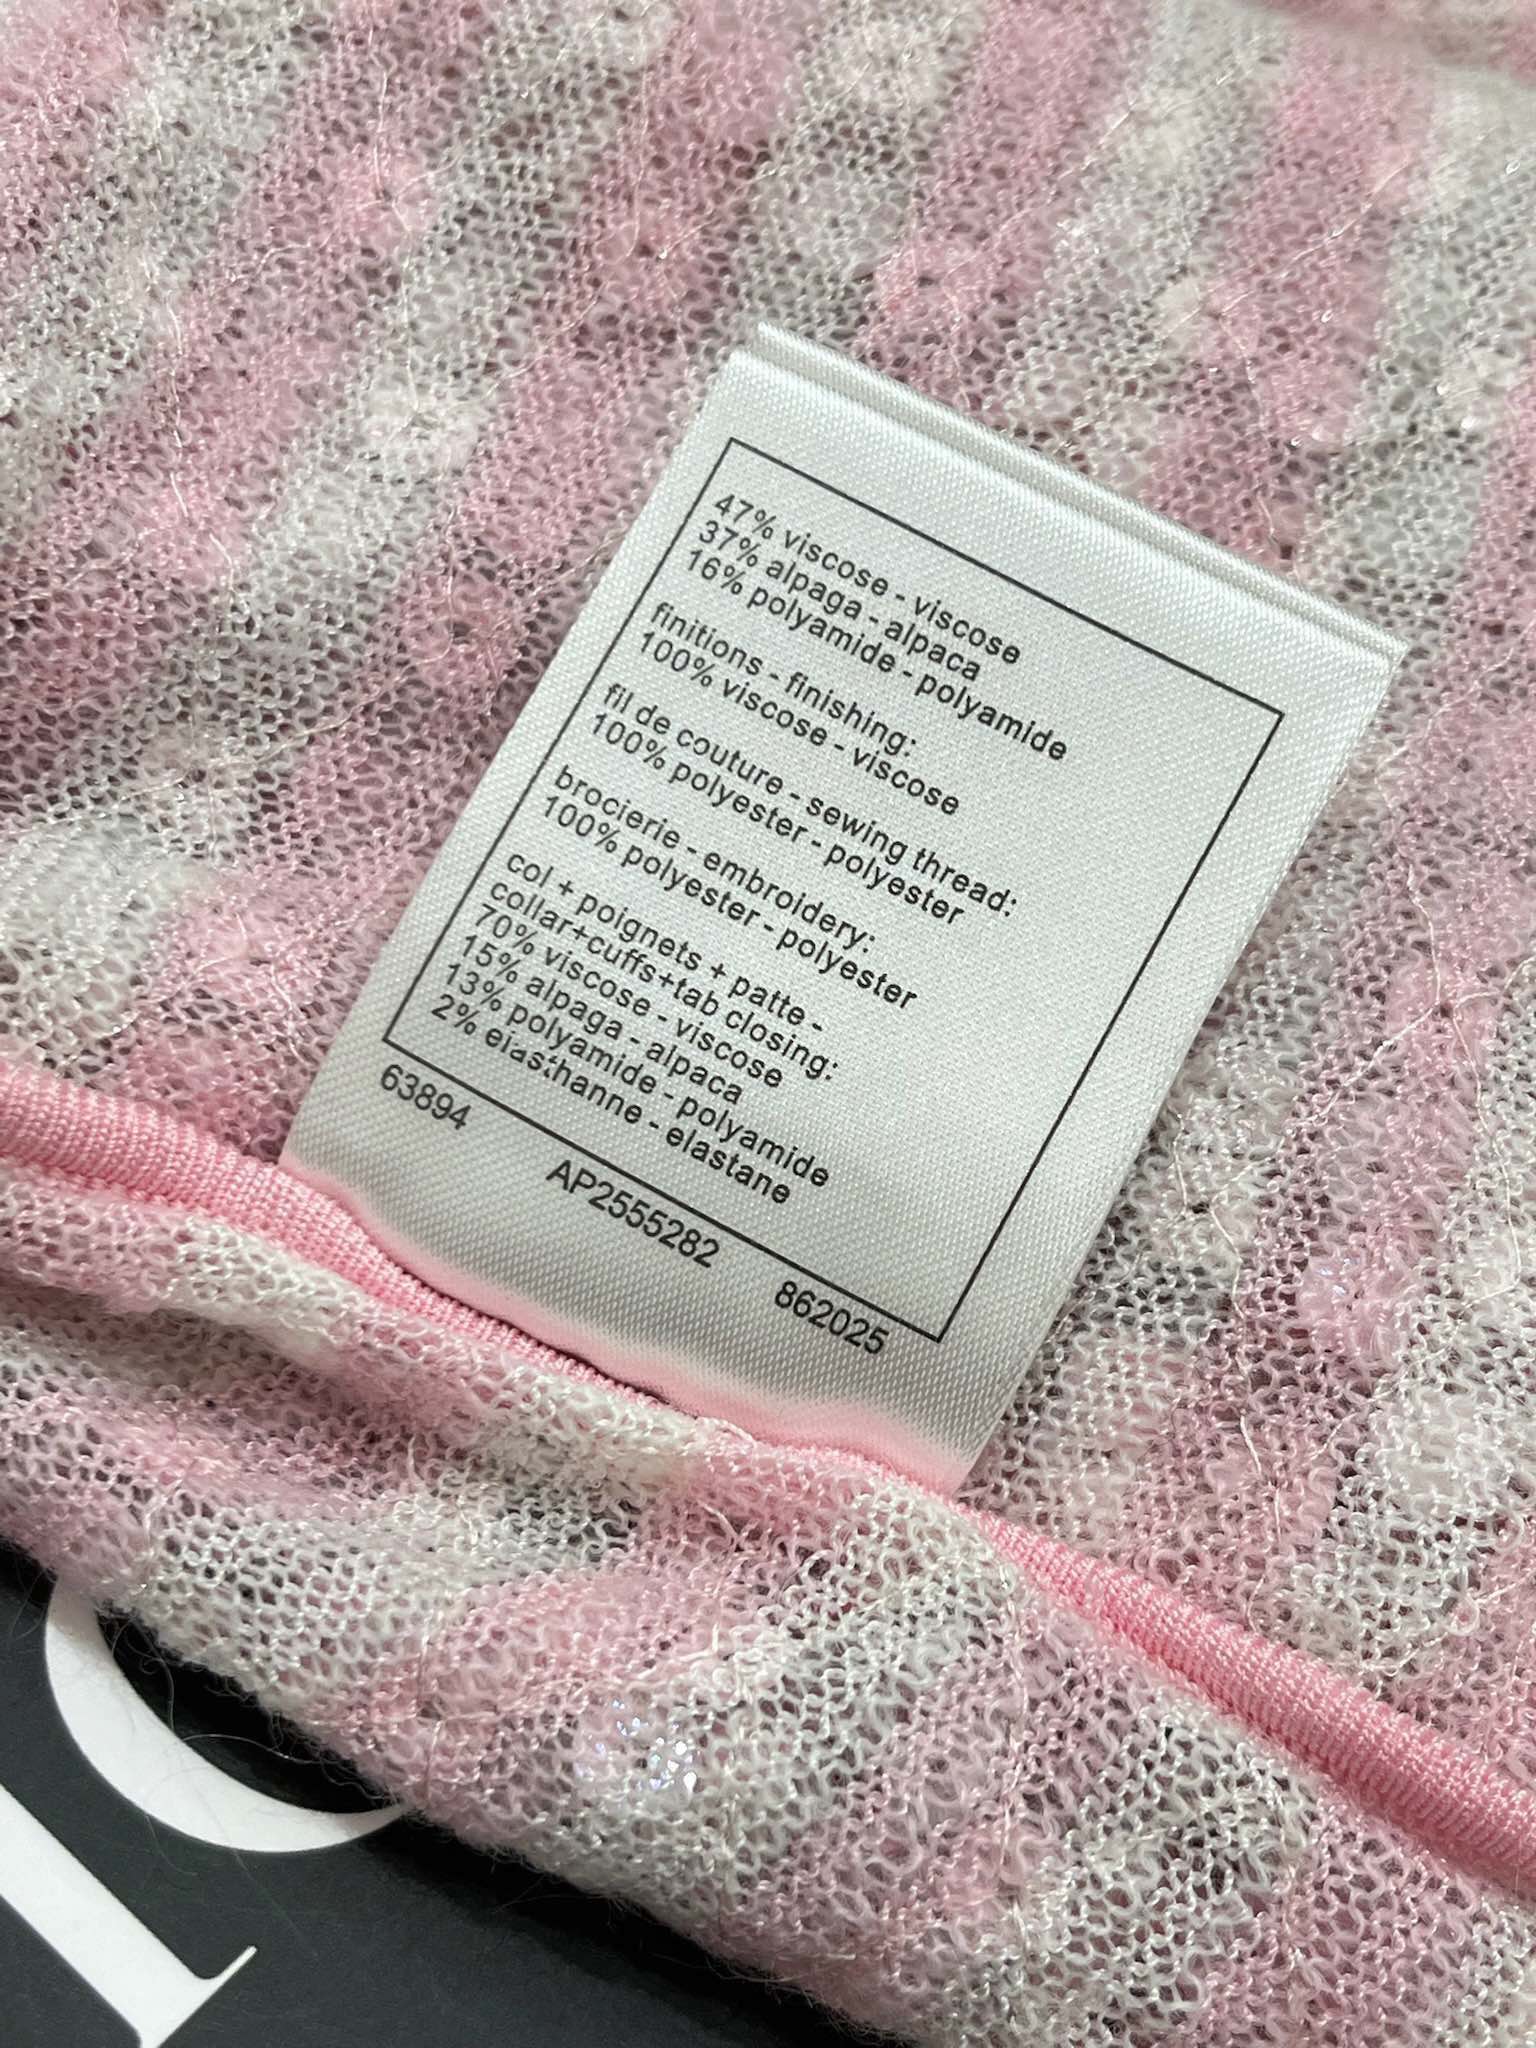 47% viscose - viscose
37% alpaga - alpaca
16% polyamide - polyamide
finitions - finishing:
100% viscose - viscose
fil de couture - sewing thread:
100% polyester - polyester
brocierie - embroidery:
100% polyester - polyester
col + poignets + patte -
collar+cuffs+tab closing:
70% viscose - viscose
15% alpaga - alpaca
13% polyamide - polyamide
2% elasthanne - elastane
63894 AP2555282 862025